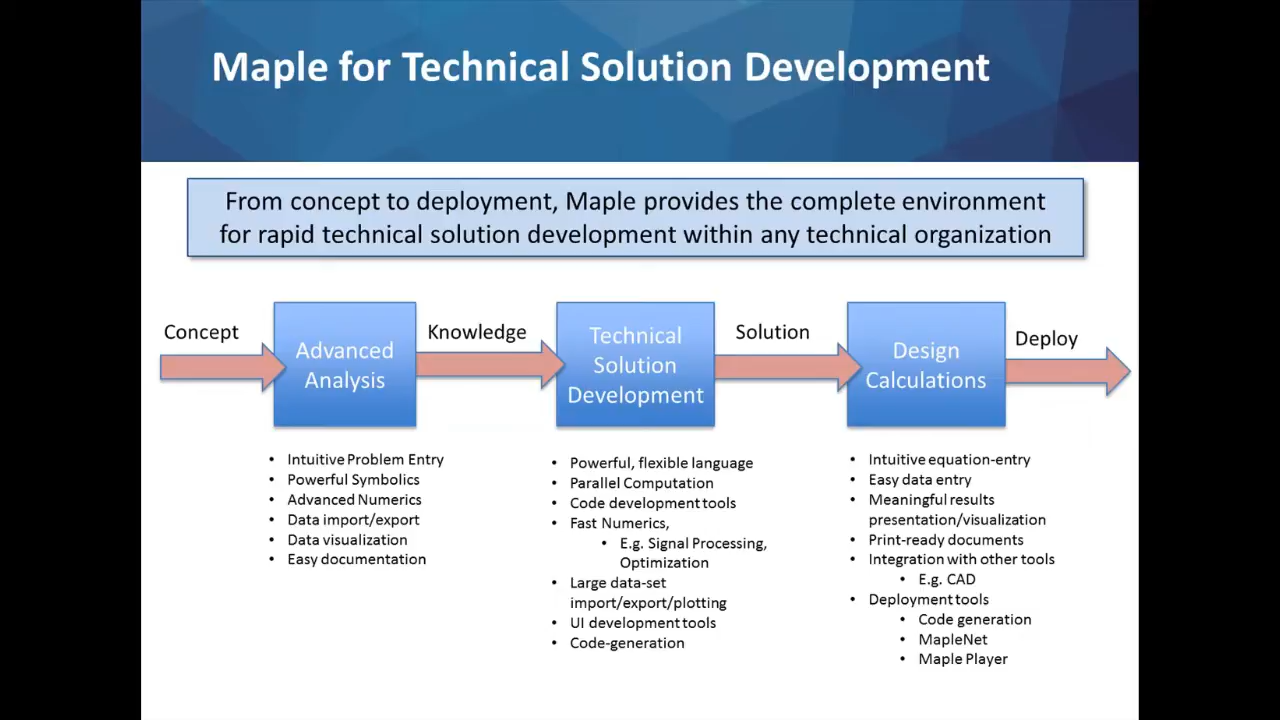 Maple for Technical Solution Development
From concept to deployment, Maple provides the complete environment
for rapid technical solution development within any technical organization
Concept
Advanced
Analysis
Knowledge
Technical
Solution
Development
Solution
Design
Calculations
Deploy
• Intuitive Problem Entry
• Powerful Symbolics
• Advanced Numerics
• Data import/export
• Data visualization
• Easy documentation
• Powerful, flexible language
• Parallel Computation
• Code development tools
• Fast Numerics,
• E.g. Signal Processing,
Optimization
• Large data-set
import/export/plotting
• UI development tools
• Code-generation
• Intuitive equation-entry
• Easy data entry
• Meaningful results
presentation/visualization
• Print-ready documents
• Integration with other tools
• E.g. CAD
• Deployment tools
• Code generation
• MapleNet
• Maple Player